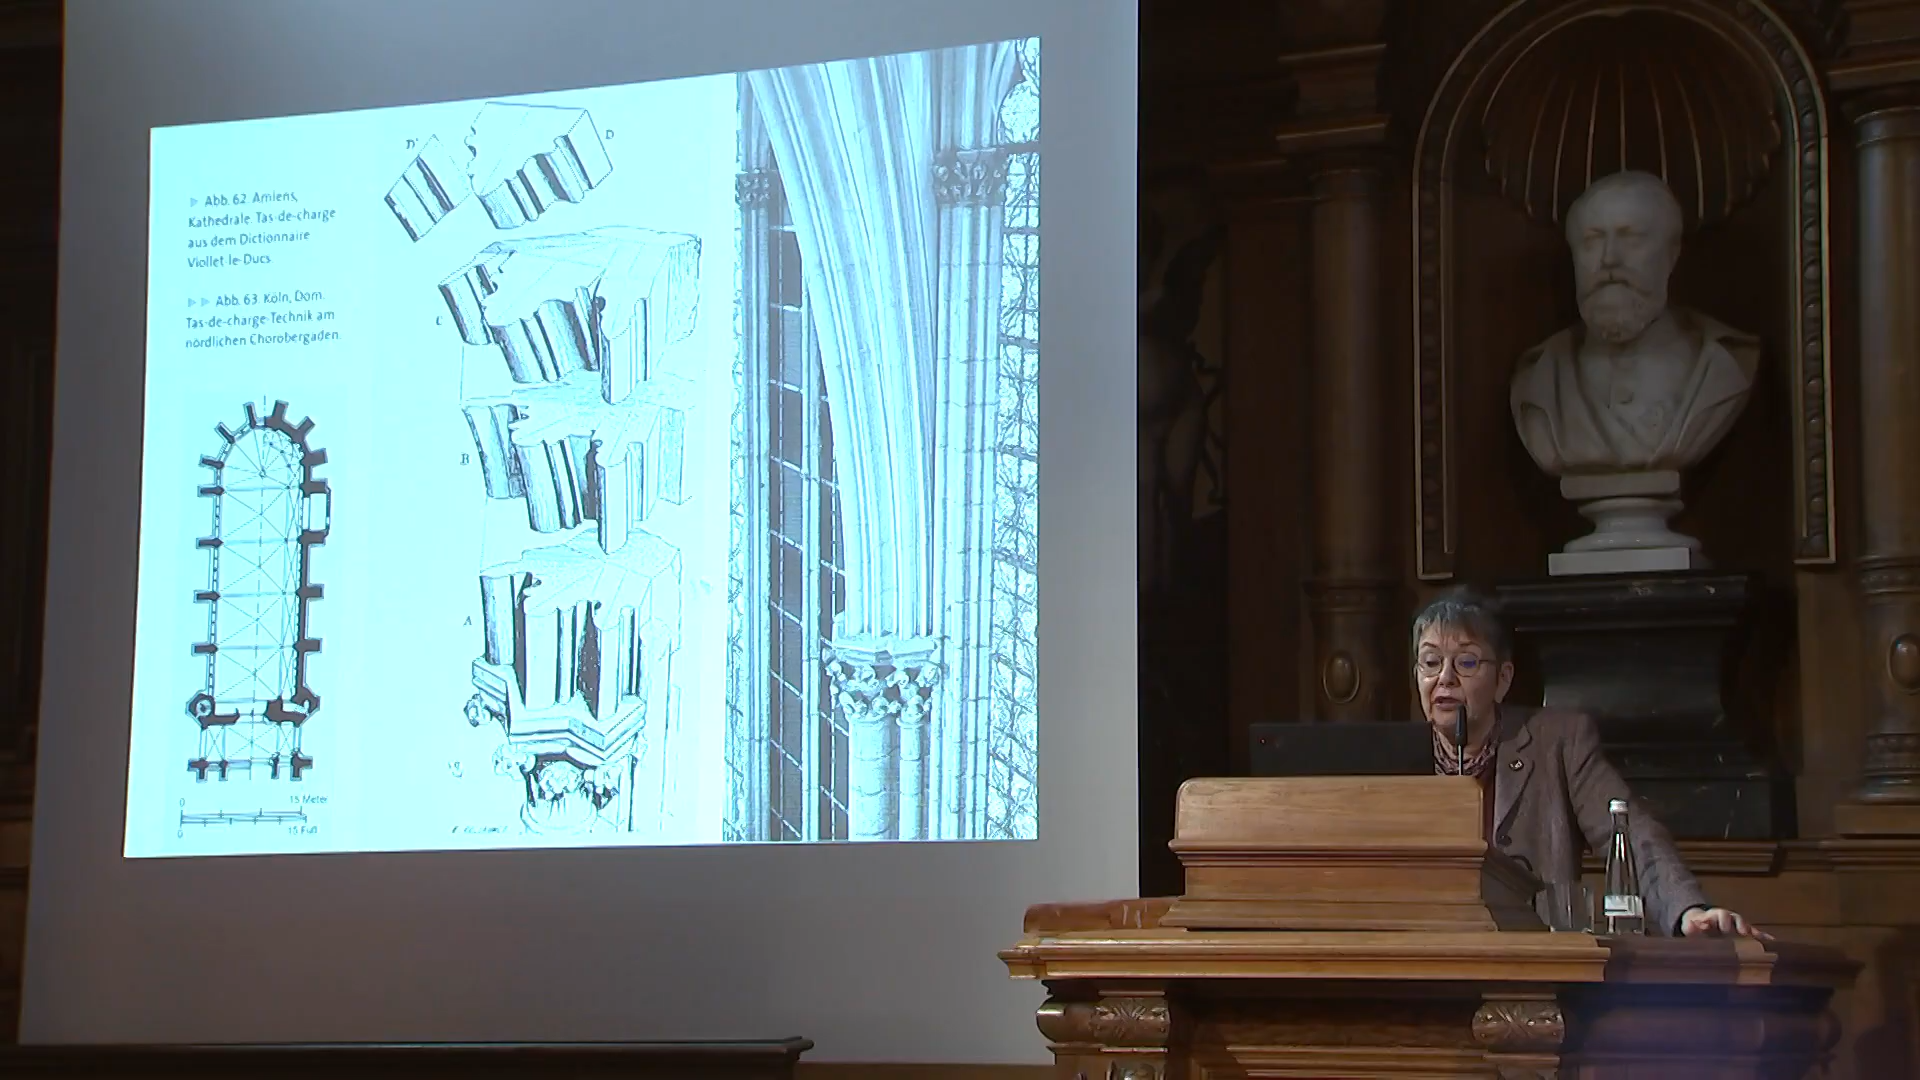 ▷ Abb. 62. Amiens,
Kathedrale. Tas-de-charge
aus dem Dictionnaire
Viollet-le-Ducs.
▷ ▷ Abb. 63. Köln, Dom.
Tas-de-charge-Technik am
nördlichen Chorobergaden.
D'
D
C
B
A
0
15 Meter
0
15 Fuß